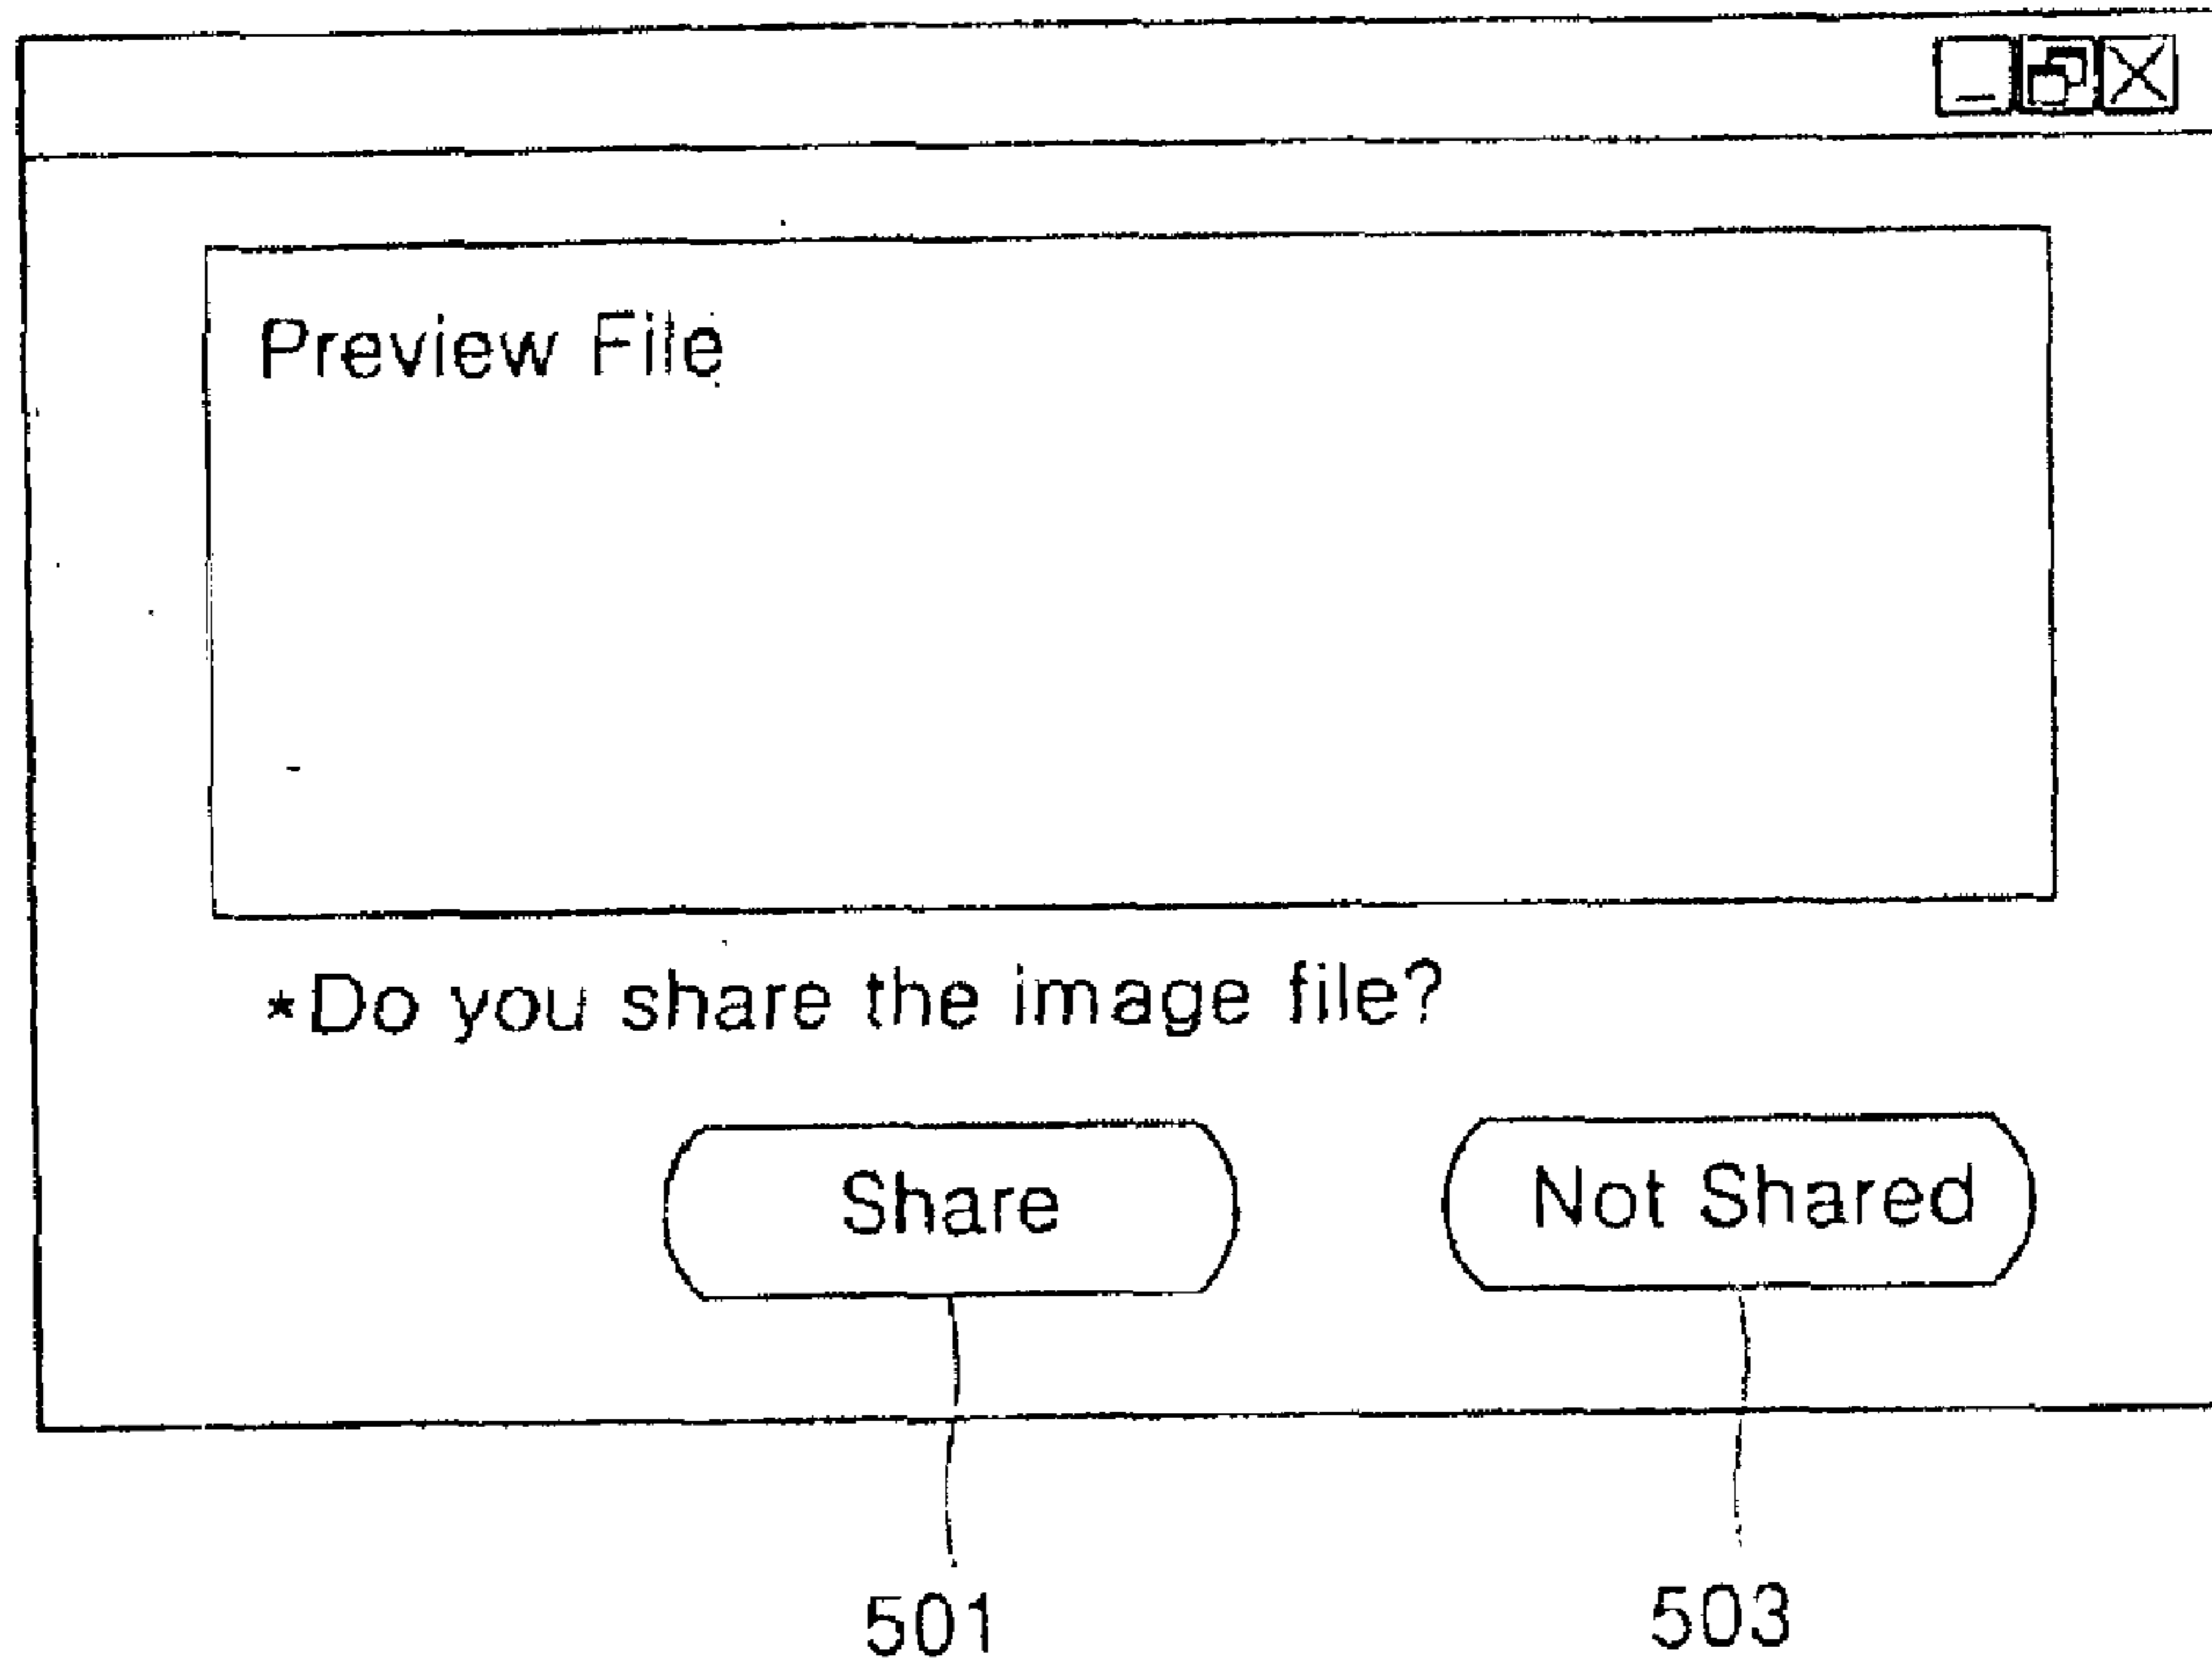 Preview File
*Do you share the image file?
Share
Not Shared
501
503